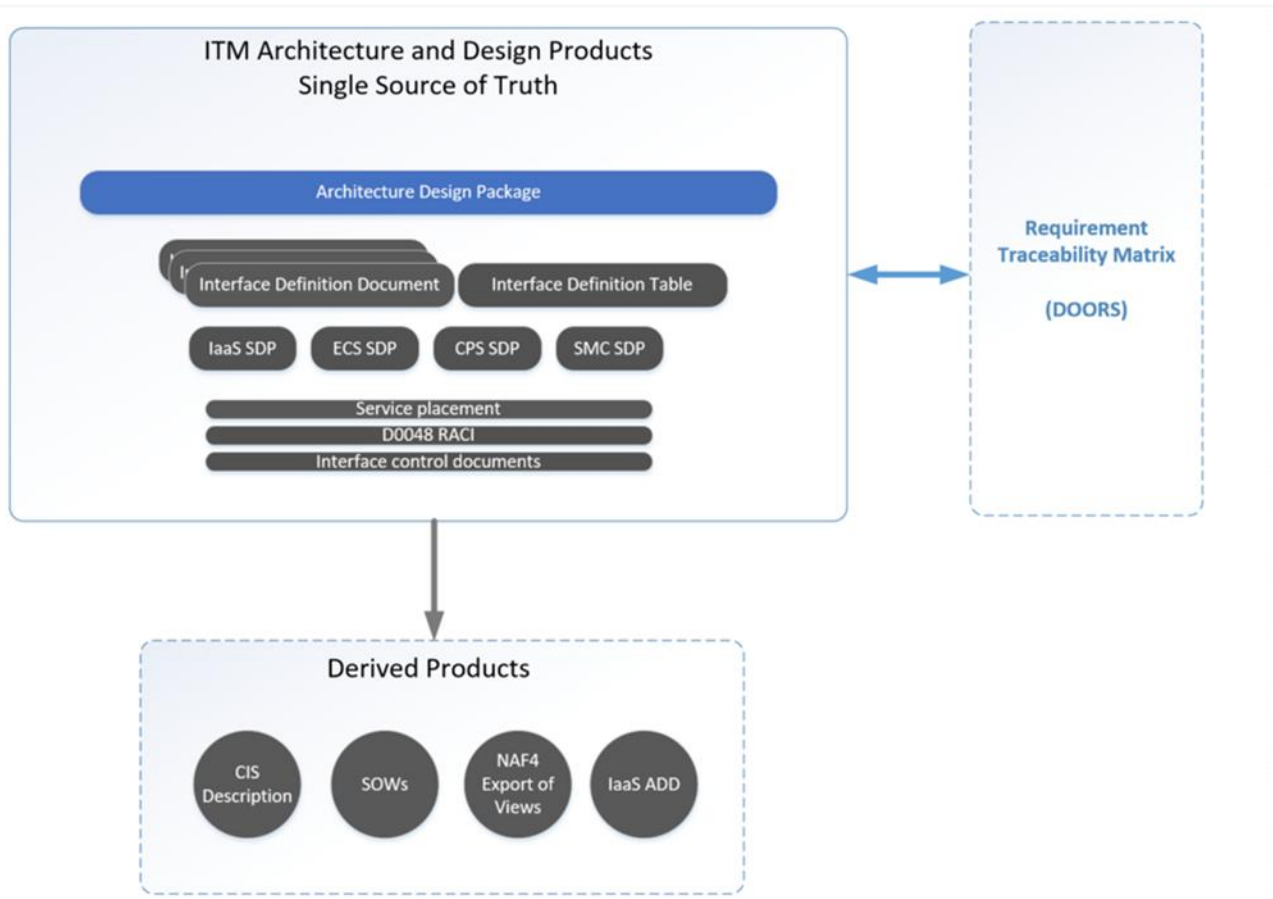 ITM Architecture and Design Products
Single Source of Truth
Architecture Design Package
Interface Definition Document
Interface Definition Table
IaaS SDP
ECS SDP
CPS SDP
SMC SDP
Service placement
D0048 RACI
Interface control documents
Requirement
Traceability Matrix
(DOORS)
Derived Products
CIS
Description
SOWs
NAF4
Export of
Views
IaaS ADD